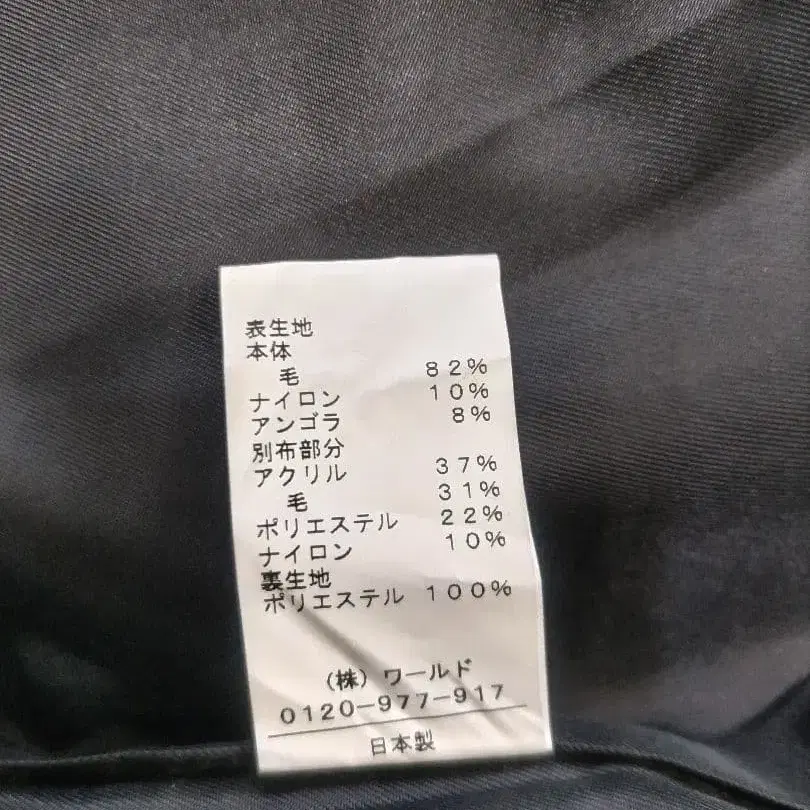 表生地
本体
毛 82%
ナイロン 10%
アンゴラ 8%
別布部分
アクリル 37%
毛 31%
ポリエステル 22%
ナイロン 10%
裏生地
ポリエステル 100%
(株)ワールド
0120-977-917
日本製